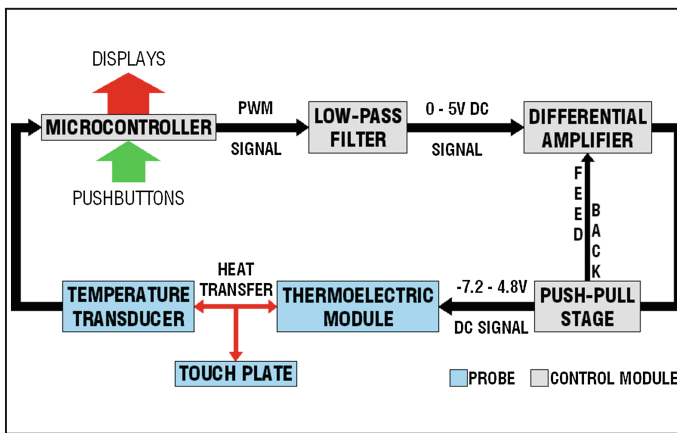 DISPLAYS
MICROCONTROLLER
PUSHBUTTONS
PWM
SIGNAL
LOW-PASS
FILTER
0 - 5V DC
SIGNAL
DIFFERENTIAL
AMPLIFIER
FEED
BACK
HEAT
TRANSFER
TEMPERATURE
TRANSDUCER
THERMOELECTRIC
MODULE
-7.2 - 4.8V
DC SIGNAL
PUSH-PULL
STAGE
TOUCH PLATE
PROBE
CONTROL MODULE